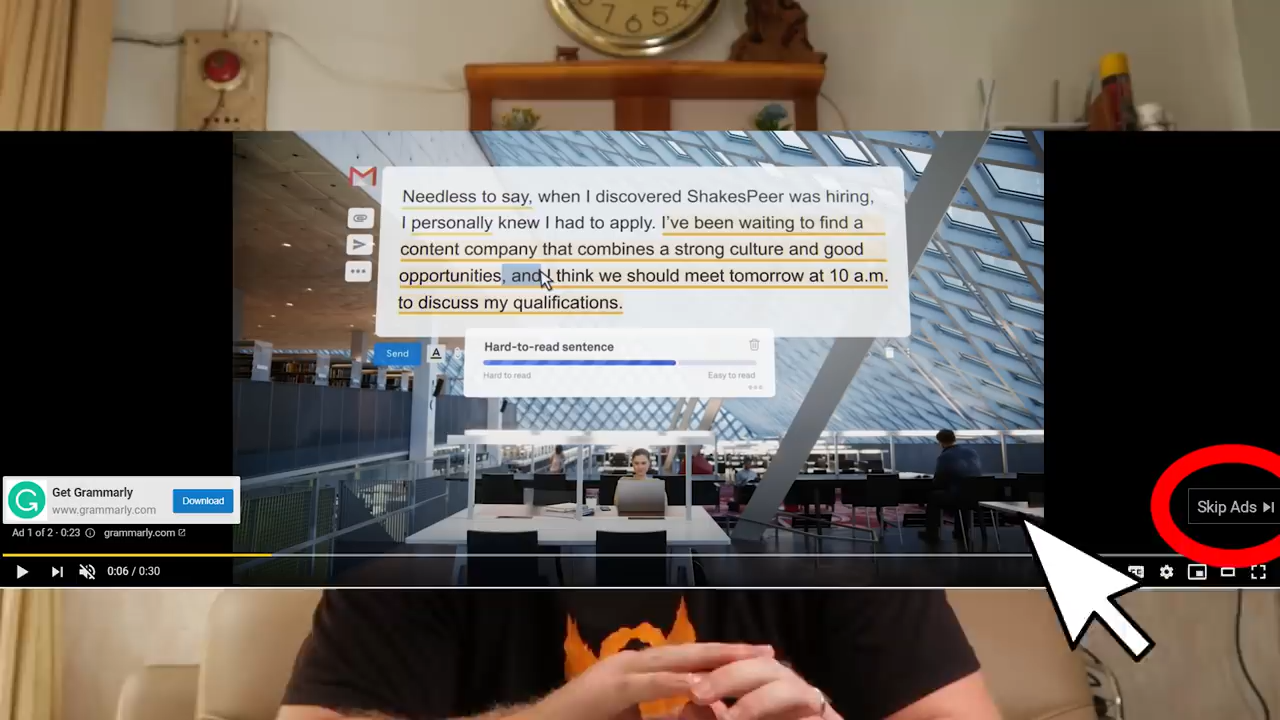 7 6 5
Needless to say, when I discovered ShakesPeer was hiring,
I personally knew I had to apply. I've been waiting to find a
content company that combines a strong culture and good
opportunities, and I think we should meet tomorrow at 10 a.m.
to discuss my qualifications.
Send
A
Hard-to-read sentence
Hard to read Easy to read
Get Grammarly
www.grammarly.com
Download
Skip Ads
Ad 1 of 2 · 0:23 grammarly.com
0:06 / 0:30